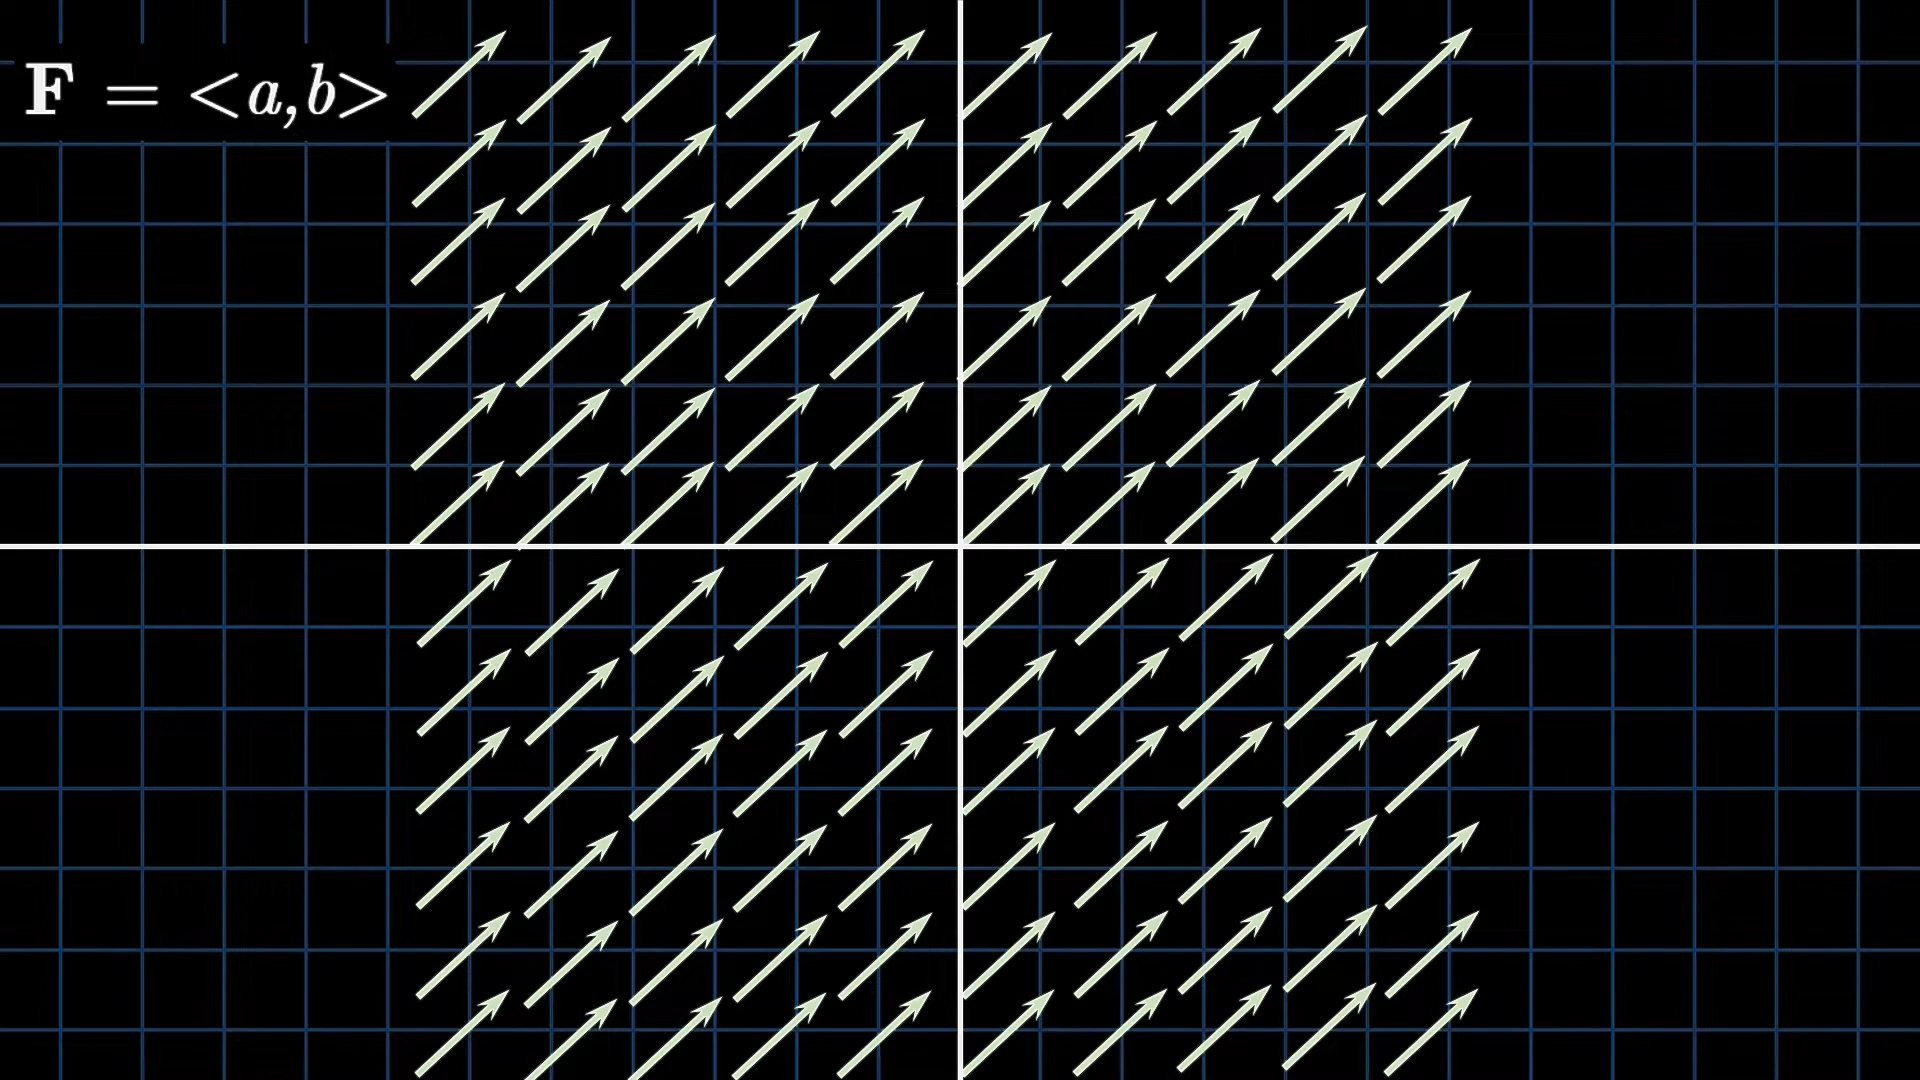 F = <a,b>